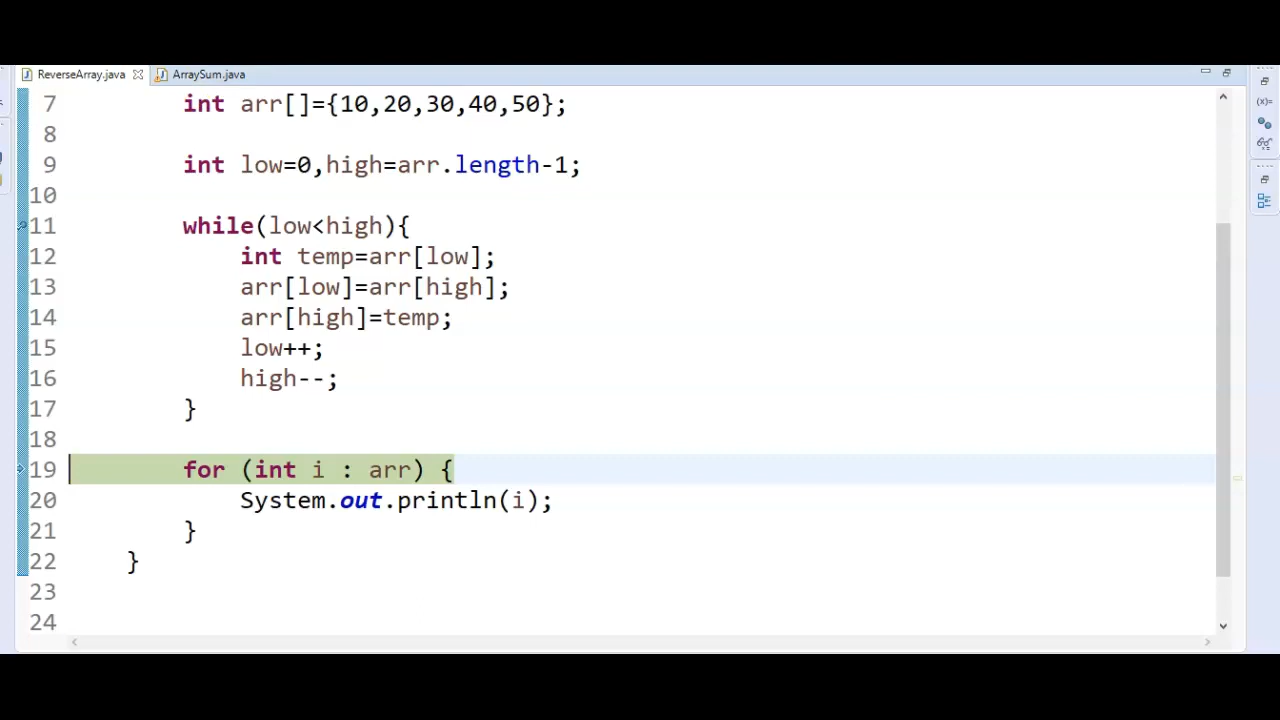 ReverseArray.java ArraySum.java
7 int arr[]={10,20,30,40,50};
8
9 int low=0,high=arr.length-1;
10
11 while(low<high){
12 int temp=arr[low];
13 arr[low]=arr[high];
14 arr[high]=temp;
15 low++;
16 high--;
17 }
18
19 for (int i : arr) {
20 System.out.println(i);
21 }
22 }
23
24
(x)=